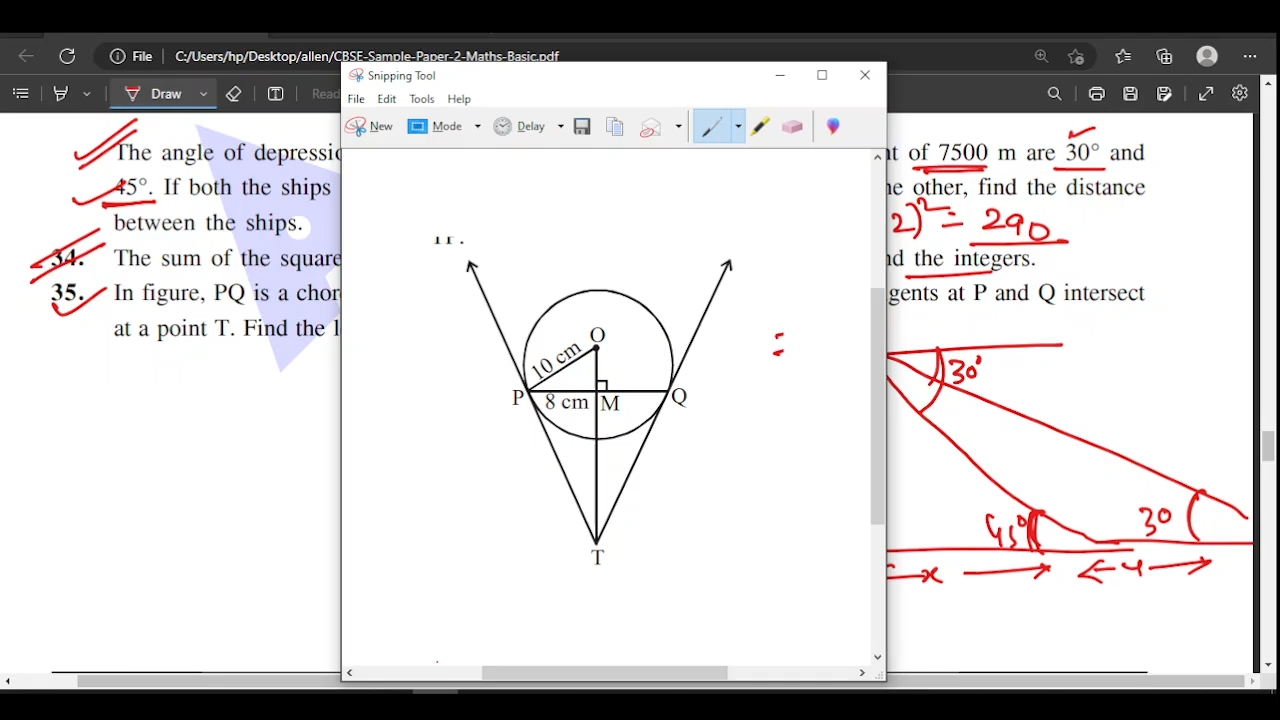 File C:/Users/hp/Desktop/allen/CBSE-Sample-Paper-2-Maths-Basic.pdf
Draw Read
Snipping Tool
File Edit Tools Help
New Mode Delay
The angle of depressio
nt of 7500 m are 30° and
45°. If both the ships
ne other, find the distance
between the ships.
2)² = 290
34. The sum of the square
nd the integers.
35. In figure, PQ is a chor
gents at P and Q intersect
at a point T. Find the l
O
10 cm
P 8 cm M Q
T
=
30°
45°
30
x
y